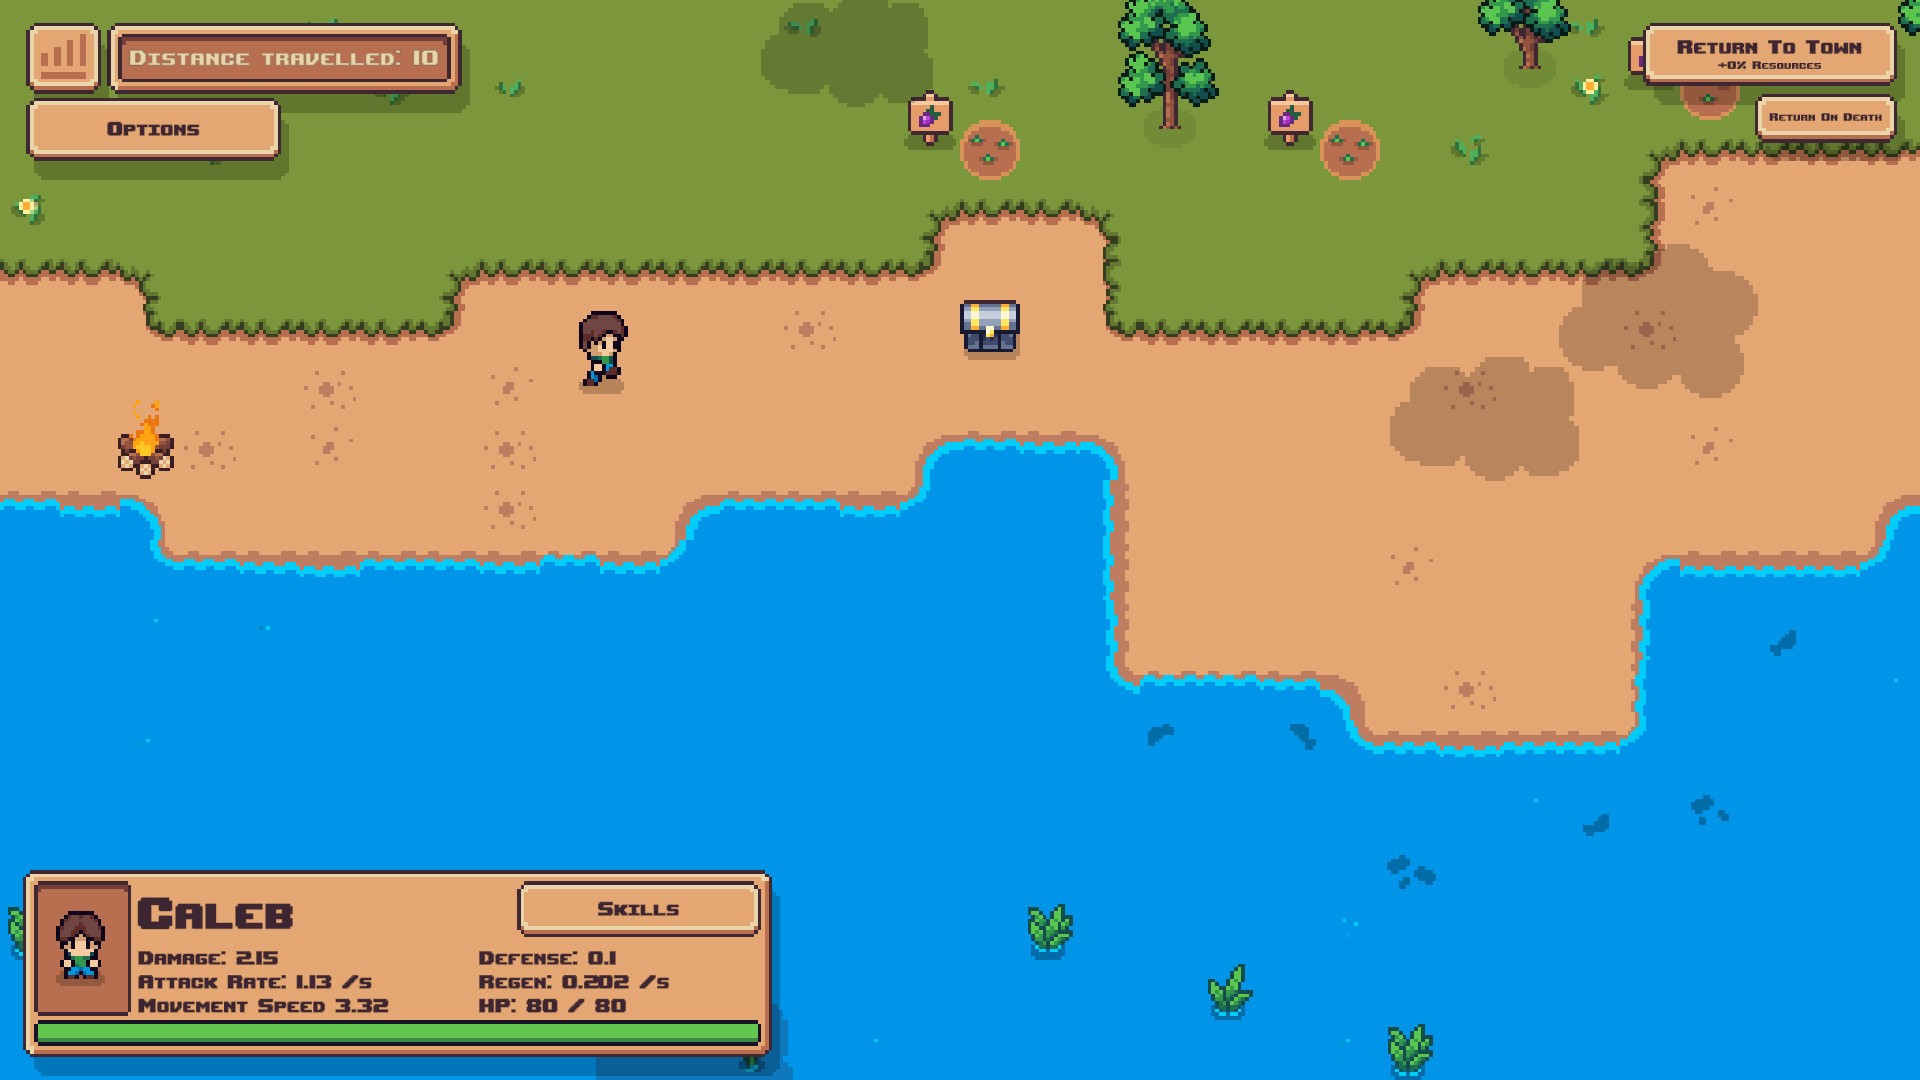 Distance travelled: 10
Options
Return To Town
+0% Resources
Return On Death
Caleb
Skills
Damage: 2.15
Defense: 0.1
Attack Rate: 1.13 /s
Regen: 0.202 /s
Movement Speed 3.32
HP: 80 / 80